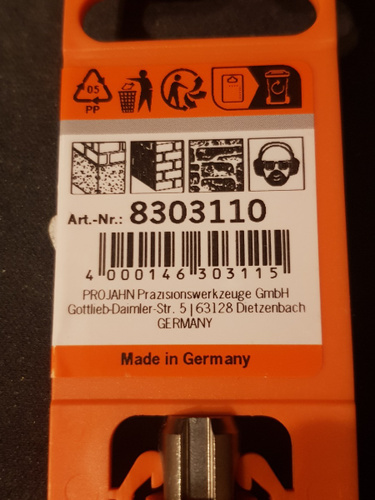 05
PP
Art.-Nr.: 8303110
4 000146 303115
PROJAHN Präzisionswerkzeuge GmbH
Gottlieb-Daimler-Str. 5 | 63128 Dietzenbach
GERMANY
Made in Germany